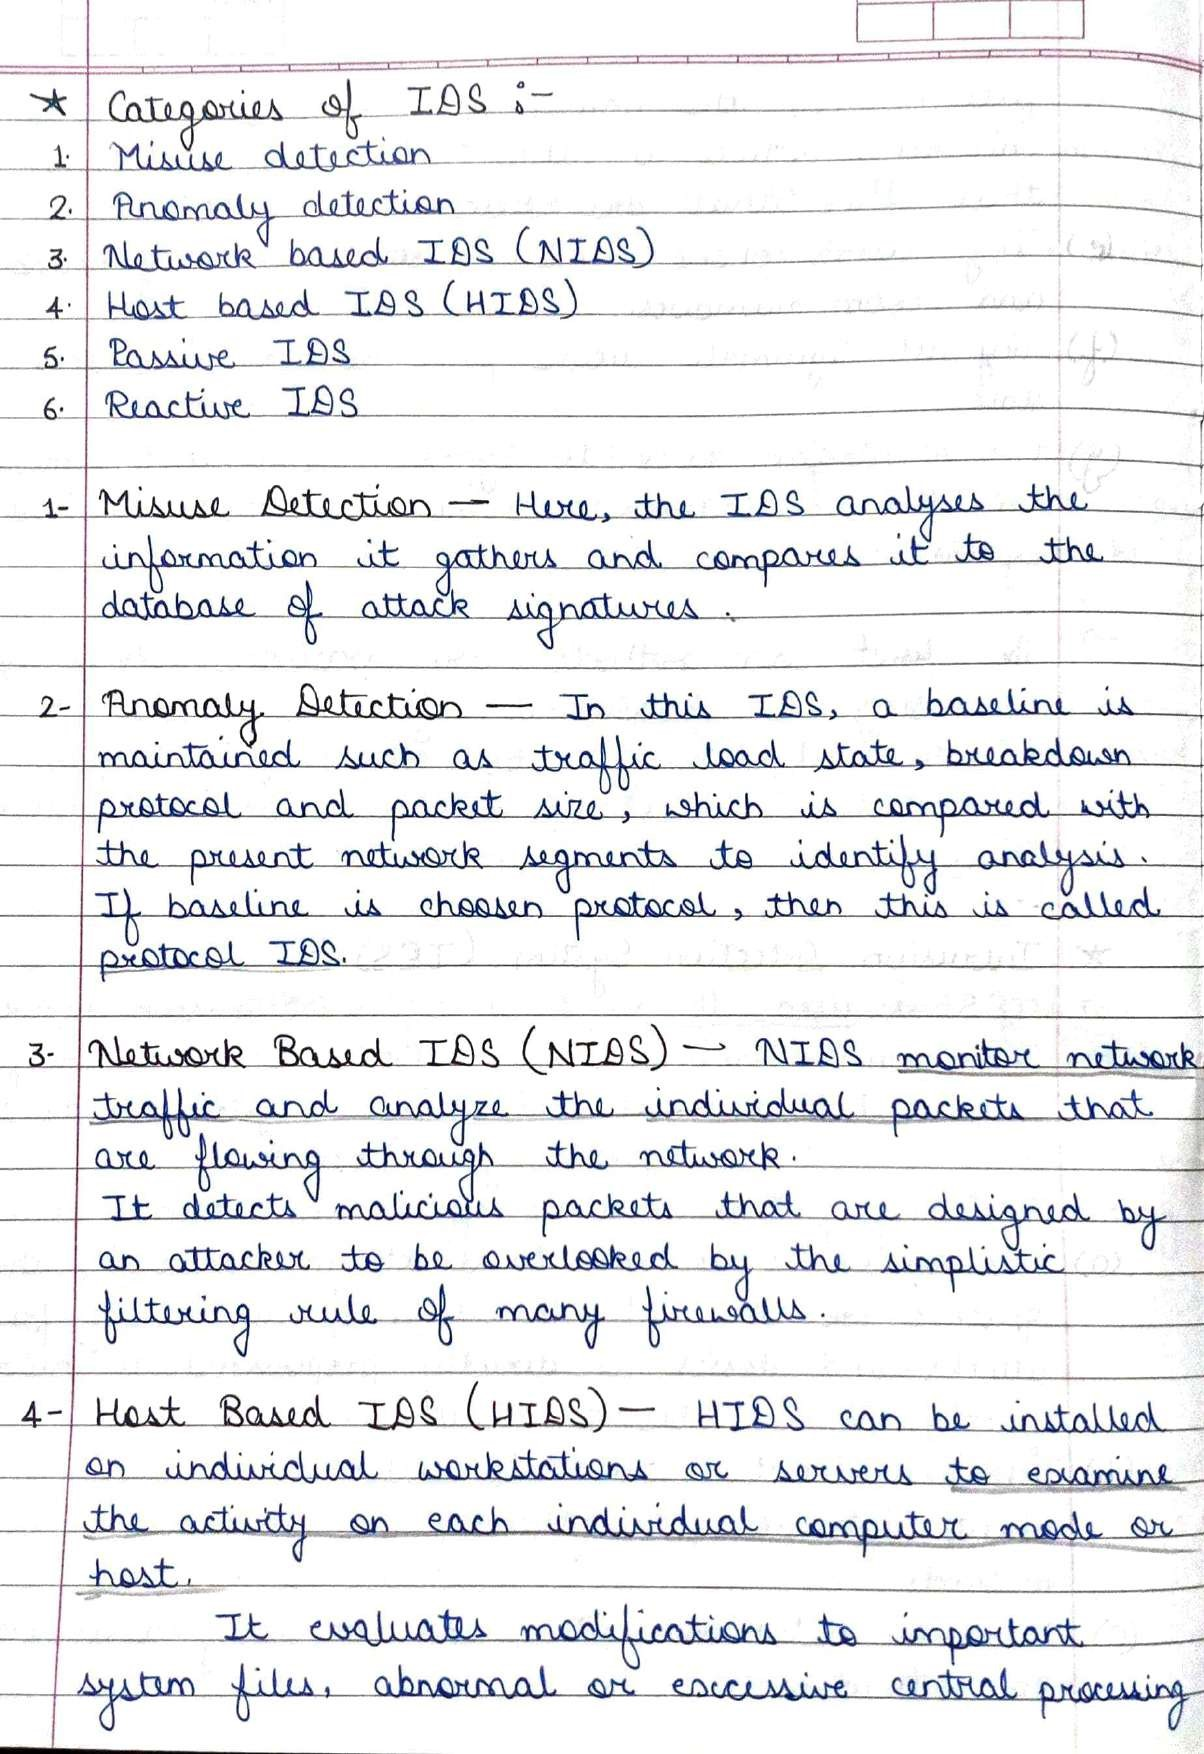 * Categories of IDS :-
1. Misuse detection
2. Anomaly detection
3. Network based IDS (NIDS)
4. Host based IDS (HIDS)
5. Passive IDS
6. Reactive IDS
1- Misuse Detection — Here, the IDS analyses the
information it gathers and compares it to the
database of attack signatures.
2- Anomaly Detection — In this IDS, a baseline is
maintained such as traffic load state, breakdown
protocol and packet size, which is compared with
the present network segments to identify analysis.
If baseline is choosen protocol, then this is called
protocol IDS.
3- Network Based IDS (NIDS) — NIDS monitor network
traffic and analyze the individual packets that
are flowing through the network.
It detects malicious packets that are designed by
an attacker to be overlooked by the simplistic
filtering rule of many firewalls.
4- Host Based IDS (HIDS) — HIDS can be installed
on individual workstations or servers to examine
the activity on each individual computer mode or
host.
It evaluates modifications to important
system files, abnormal or exccessive central processing